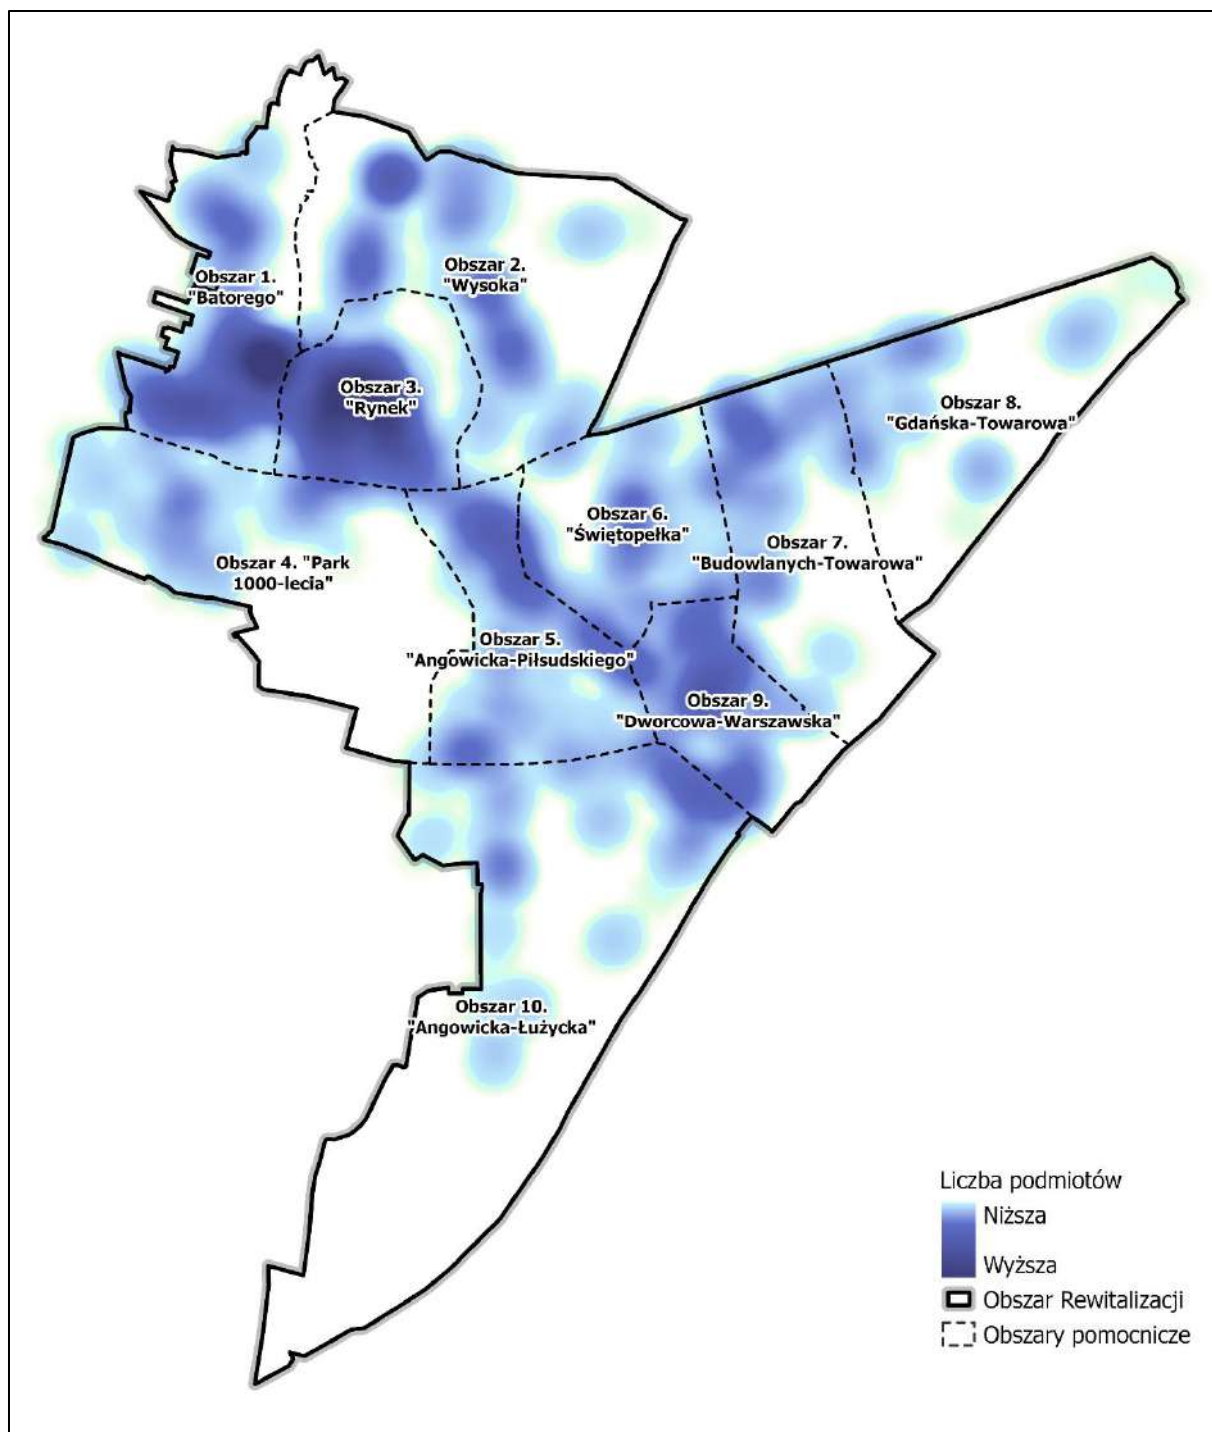 Obszar 1.
"Batorego"
Obszar 2.
"Wysoka"
Obszar 3.
"Rynek"
Obszar 8.
"Gdańska-Towarowa"
Obszar 6.
"Świętopełka"
Obszar 7.
"Budowlanych-Towarowa"
Obszar 4. "Park
1000-lecia"
Obszar 5.
"Angowicka-Piłsudskiego"
Obszar 9.
"Dworcowa-Warszawska"
Obszar 10.
"Angowicka-Łużycka"
Liczba podmiotów
Niższa
Wyższa
Obszar Rewitalizacji
Obszary pomocnicze